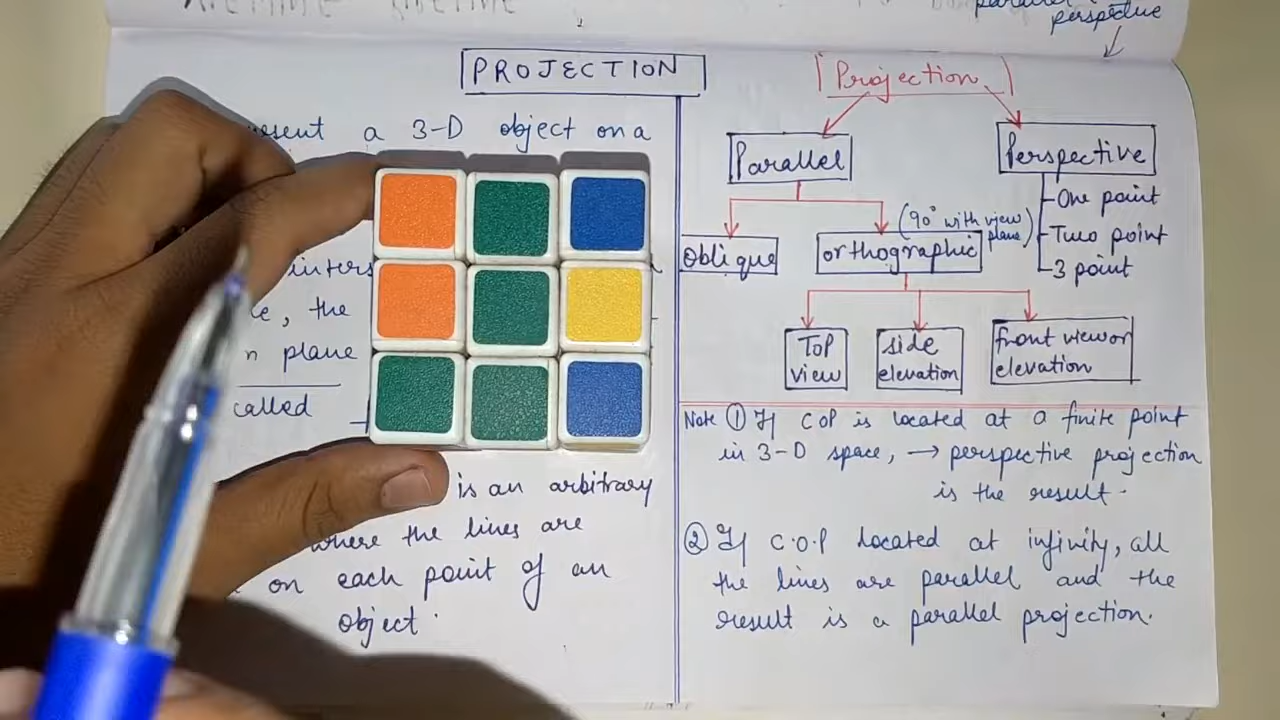 perspective
PROJECTION
a 3-D object on a
the
plane
called
is an arbitrary
where the lines are
on each point of an
object.
Projection
Parallel
Perspective
One point
Two point
3 point
oblique
orthographic
(90° with view
plane)
Top
view
side
elevation
front view or
elevation
Note ① If COP is located at a finite point
in 3-D space, → perspective projection
is the result.
② If C.O.P located at infinity, all
the lines are parallel and the
result is a parallel projection.